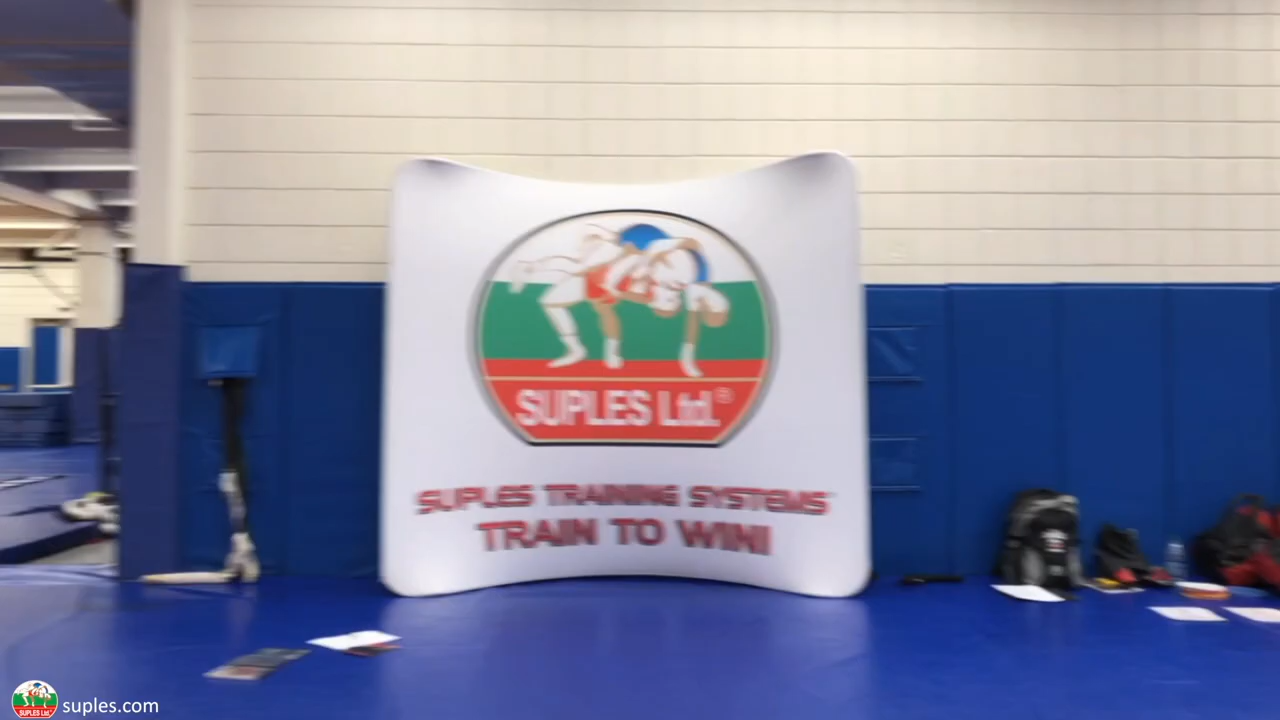 SUPLES Ltd.®
SUPLES TRAINING SYSTEMS
TRAIN TO WIN!
SUPLES Ltd.
suples.com